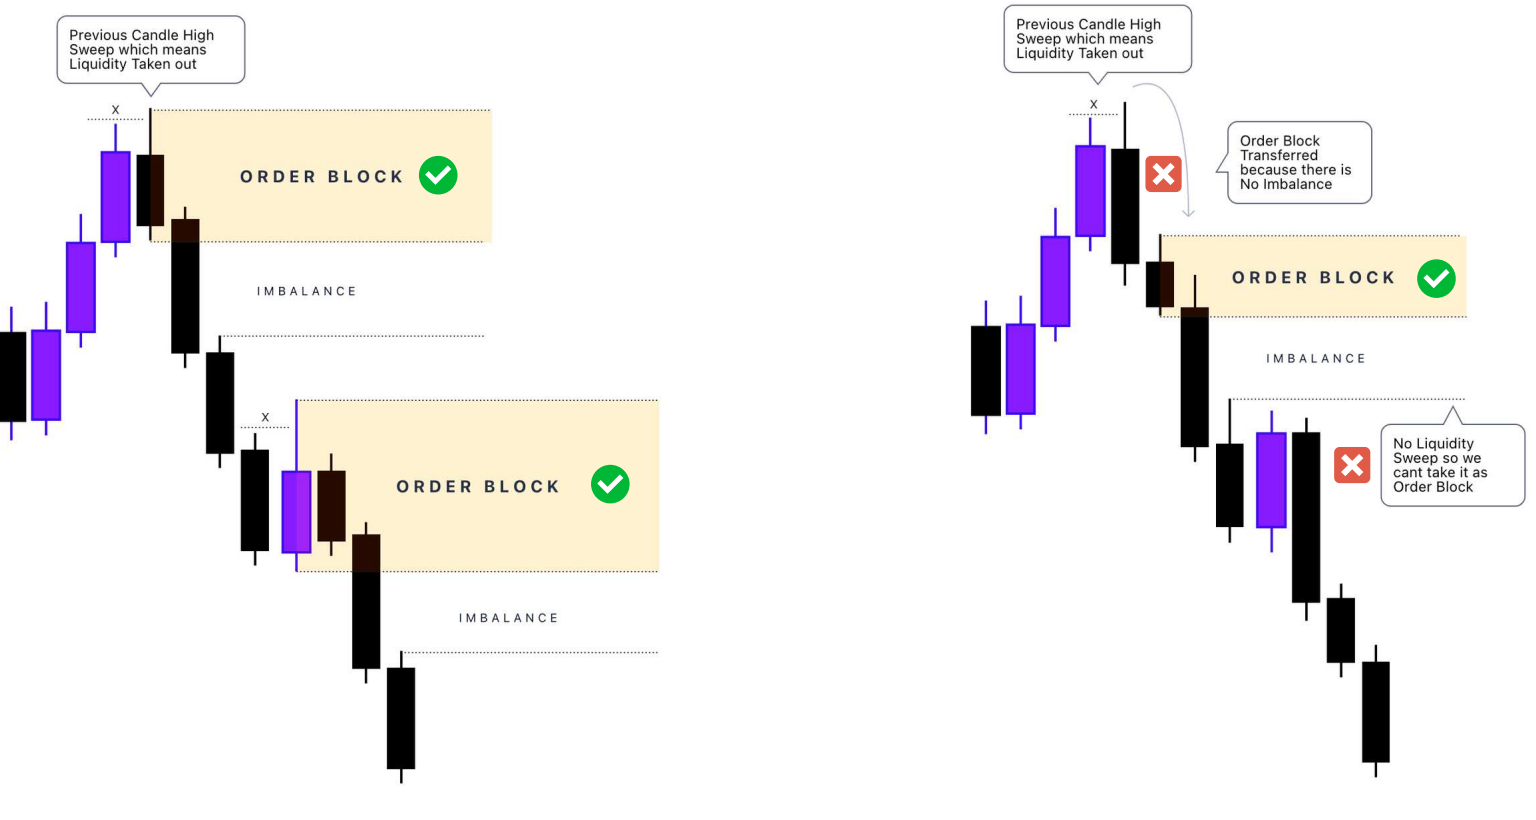 Previous Candle High
Sweep which means
Liquidity Taken out
X
ORDER BLOCK
IMBALANCE
X
ORDER BLOCK
IMBALANCE
Previous Candle High
Sweep which means
Liquidity Taken out
X
Order Block
Transferred
because there is
No Imbalance
ORDER BLOCK
IMBALANCE
No Liquidity
Sweep so we
cant take it as
Order Block